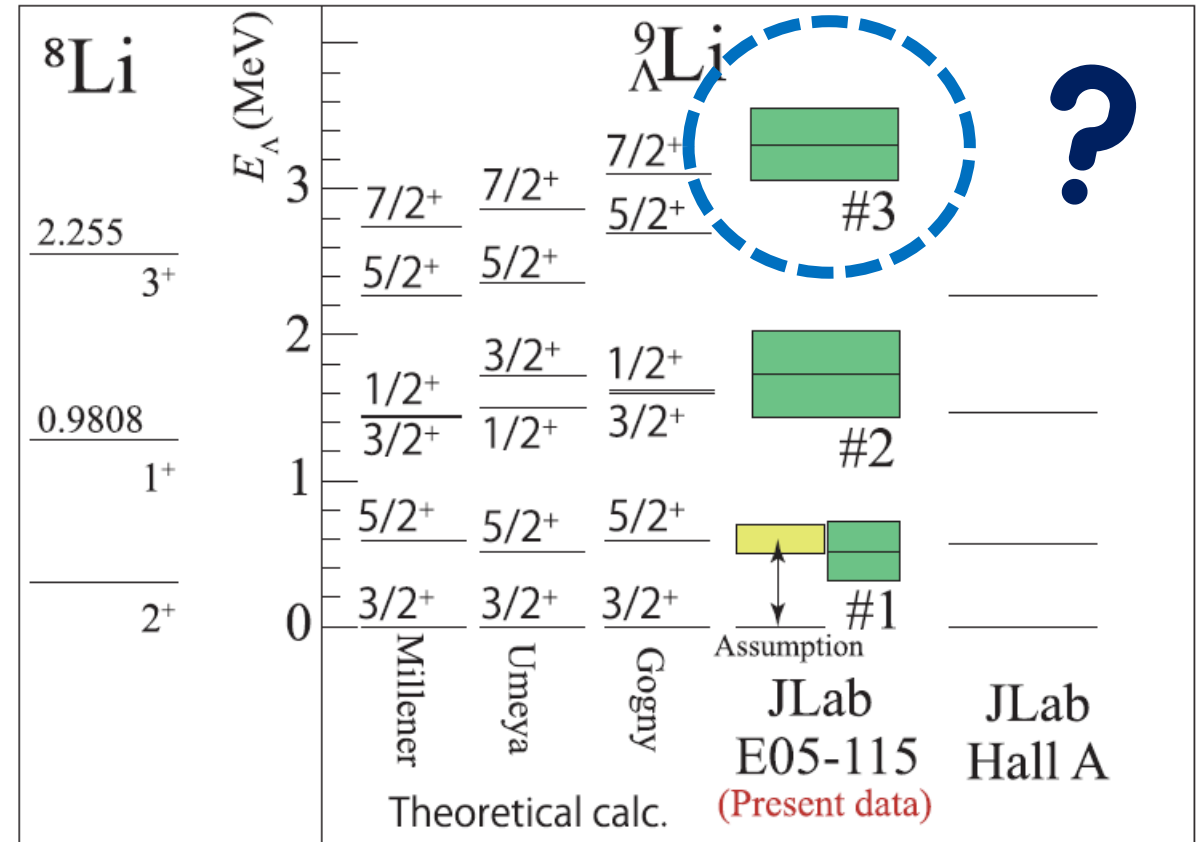 ⁸Li
2.255
3⁺
0.9808
1⁺
2⁺
E_Λ (MeV)
3
2
1
0
⁹_ΛLi
7/2⁺
5/2⁺
1/2⁺
3/2⁺
5/2⁺
3/2⁺
Millener
7/2⁺
5/2⁺
3/2⁺
1/2⁺
5/2⁺
3/2⁺
Umeya
7/2⁺
5/2⁺
1/2⁺
3/2⁺
5/2⁺
3/2⁺
Gogny
Theoretical calc.
#3
#2
#1
Assumption
JLab
E05-115
(Present data)
?
JLab
Hall A